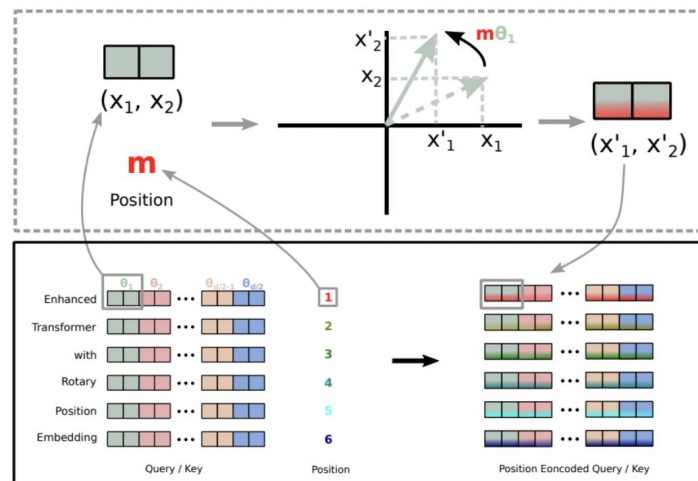 x'₂
mθ₁
x₂
(x₁, x₂)
x'₁
x₁
(x'₁, x'₂)
m
Position
θ₁
θ₂
θd/2-1
θd/2
Enhanced
1
Transformer
2
with
3
Rotary
4
Position
5
Embedding
6
Query / Key
Position
Position Eoncoded Query / Key